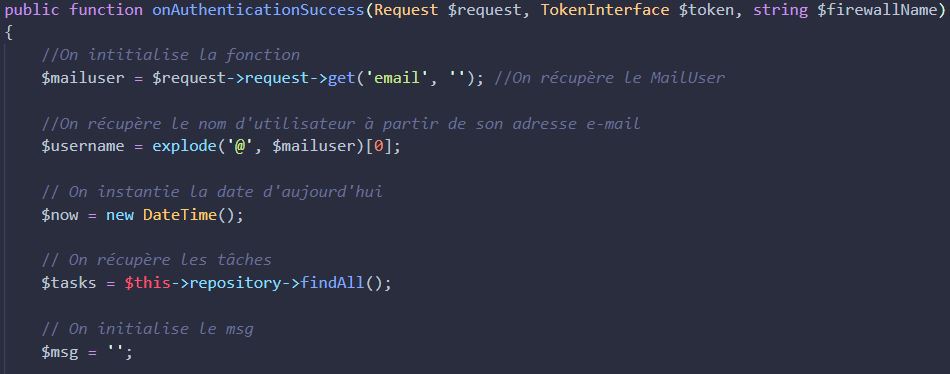 public function onAuthenticationSuccess(Request $request, TokenInterface $token, string $firewallName)
{
//On intitialise la fonction
$mailuser = $request->request->get('email', ''); //On récupère le MailUser
//On récupère le nom d'utilisateur à partir de son adresse e-mail
$username = explode('@', $mailuser)[0];
// On instantie la date d'aujourd'hui
$now = new DateTime();
// On récupère les tâches
$tasks = $this->repository->findAll();
// On initialise le msg
$msg = '';